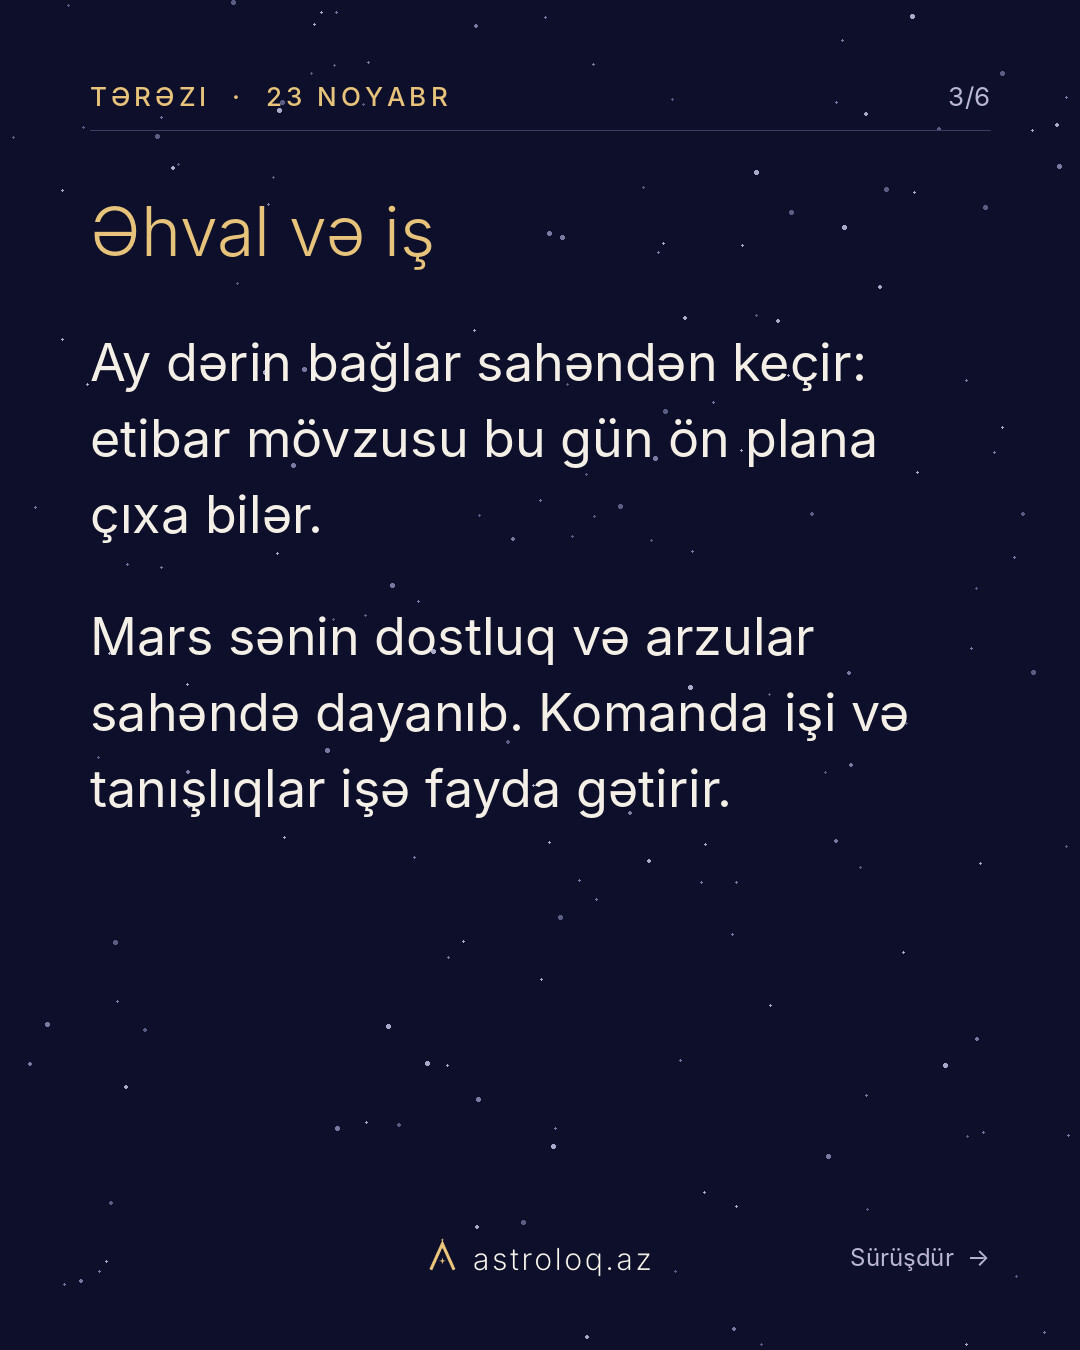 TƏRƏZI · 23 NOYABR
3/6
Əhval və iş
Ay dərin bağlar sahəndən keçir:
etibar mövzusu bu gün ön plana
çıxa bilər.
Mars sənin dostluq və arzular
sahəndə dayanıb. Komanda işi və
tanışlıqlar işə fayda gətirir.
astroloq.az
Sürüşdür →